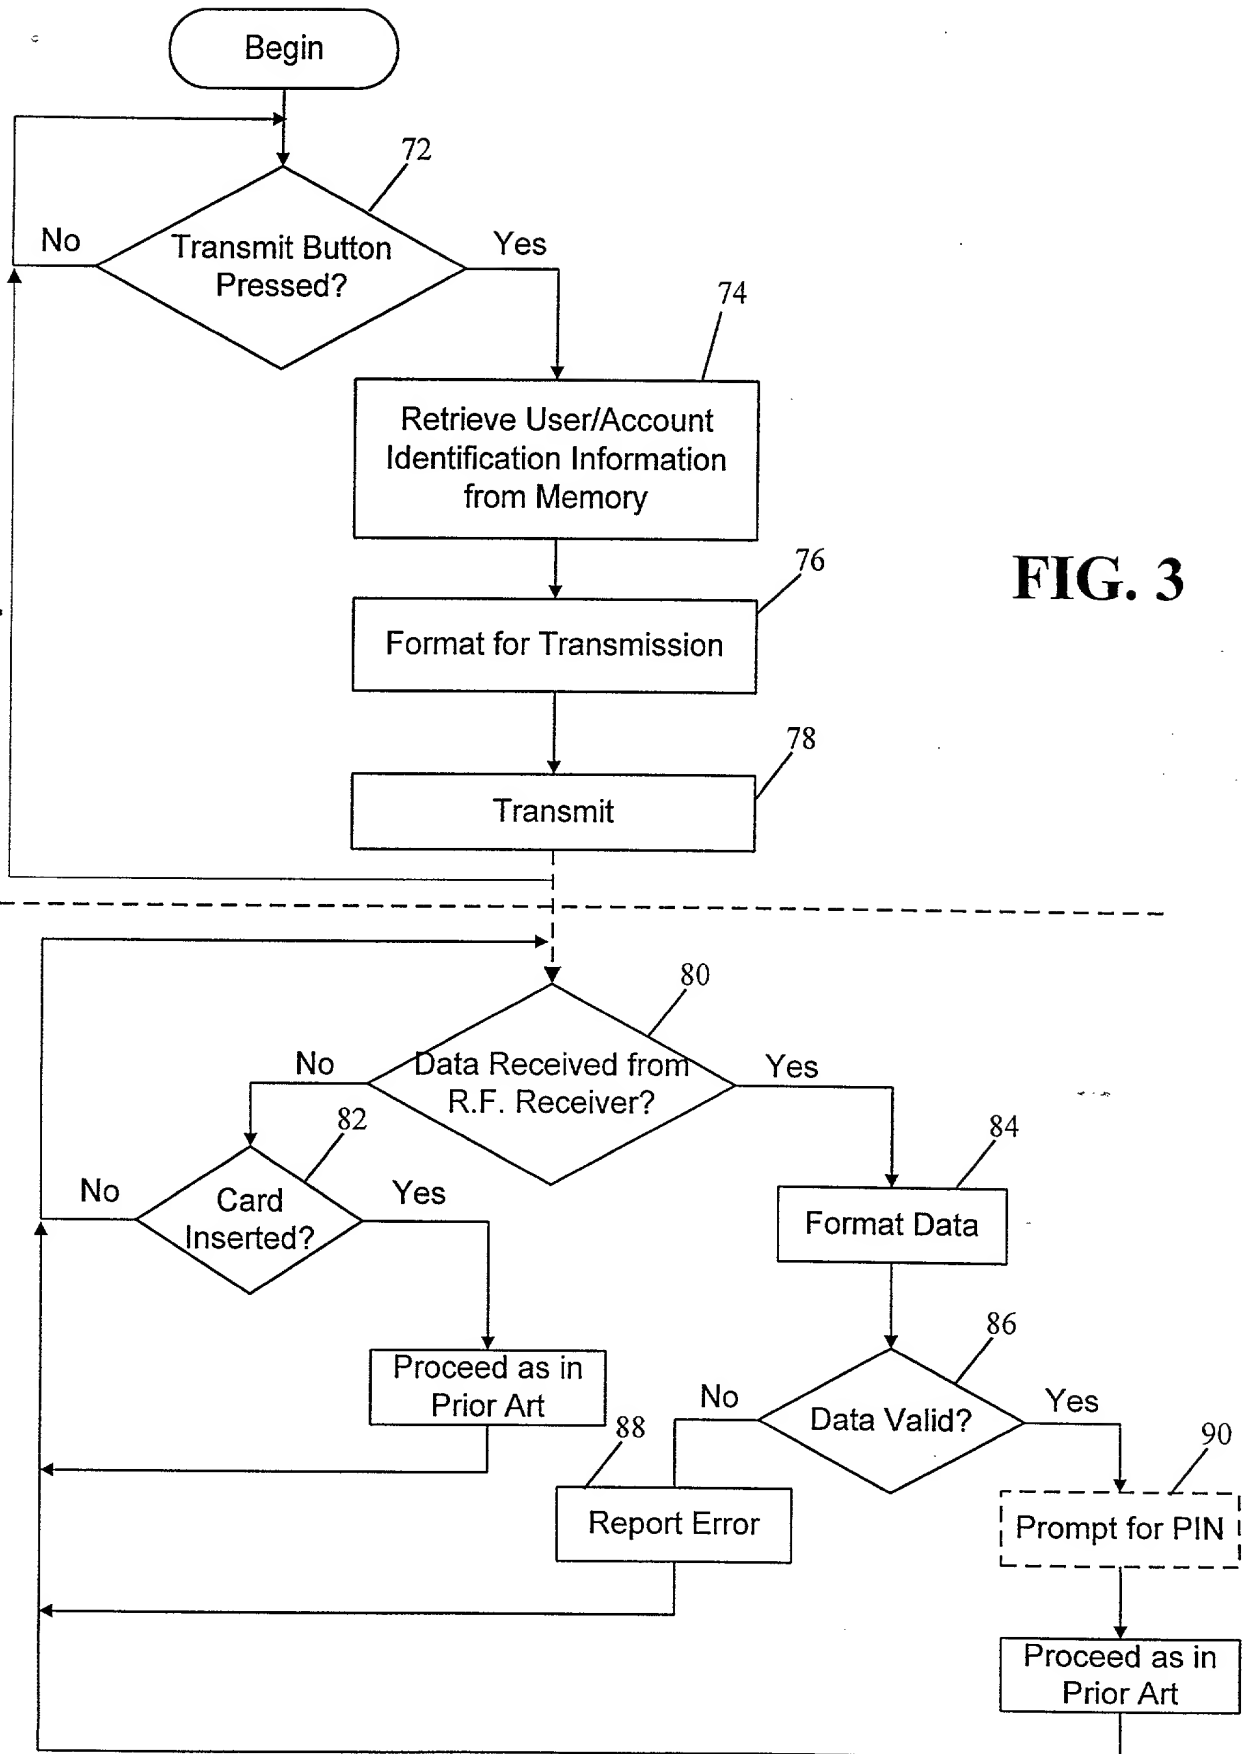 Begin
72
No
Transmit Button
Pressed?
Yes
74
Retrieve User/Account
Identification Information
from Memory
76
FIG. 3
Format for Transmission
78
Transmit
80
No
Data Received from
R.F. Receiver?
Yes
82
84
No
Card
Inserted?
Yes
Format Data
86
Proceed as in
Prior Art
No
Data Valid?
Yes
88
90
Report Error
Prompt for PIN
Proceed as in
Prior Art